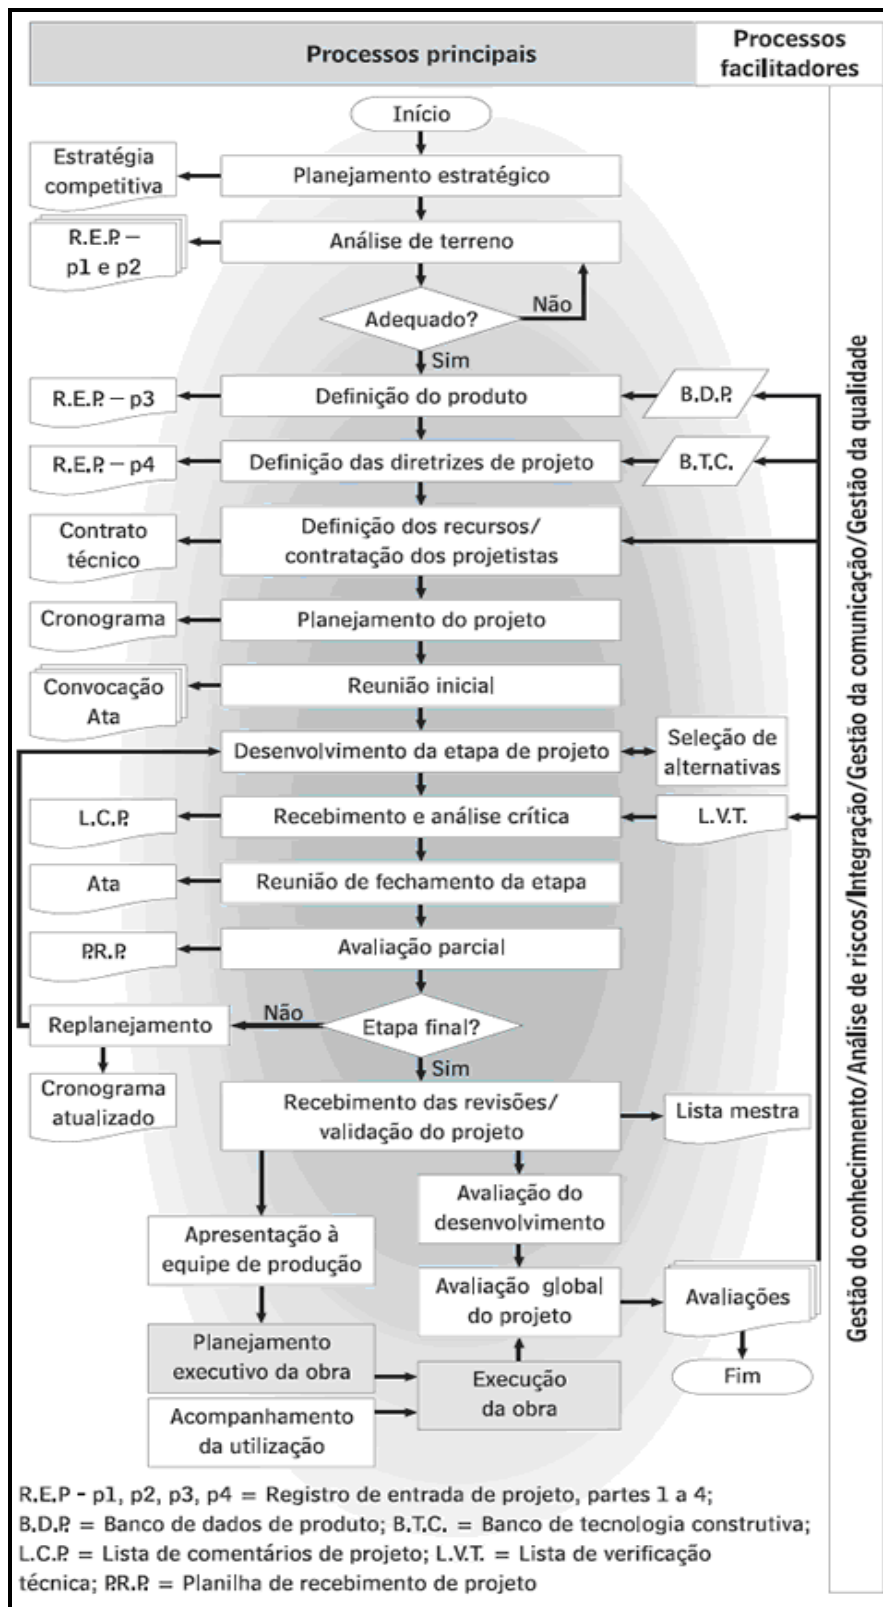 Processos principais
Processos
facilitadores
Início
Estratégia
competitiva
Planejamento estratégico
R.E.P. –
p1 e p2
Análise de terreno
Não
Adequado?
Sim
R.E.P. – p3
Definição do produto
B.D.P.
R.E.P. – p4
Definição das diretrizes de projeto
B.T.C.
Contrato
técnico
Definição dos recursos/
contratação dos projetistas
Cronograma
Planejamento do projeto
Convocação
Ata
Reunião inicial
Desenvolvimento da etapa de projeto
Seleção de
alternativas
L.C.P.
Recebimento e análise crítica
L.V.T.
Ata
Reunião de fechamento da etapa
P.R.P.
Avaliação parcial
Replanejamento
Não
Etapa final?
Sim
Cronograma
atualizado
Recebimento das revisões/
validação do projeto
Lista mestra
Avaliação do
desenvolvimento
Apresentação à
equipe de produção
Avaliação global
do projeto
Avaliações
Planejamento
executivo da obra
Execução
da obra
Fim
Acompanhamento
da utilização
Gestão do conhecimnento/Análise de riscos/Integração/Gestão da comunicação/Gestão da qualidade
R.E.P - p1, p2, p3, p4 = Registro de entrada de projeto, partes 1 a 4;
B.D.P. = Banco de dados de produto; B.T.C. = Banco de tecnologia construtiva;
L.C.P. = Lista de comentários de projeto; L.V.T. = Lista de verificação
técnica; P.R.P. = Planilha de recebimento de projeto